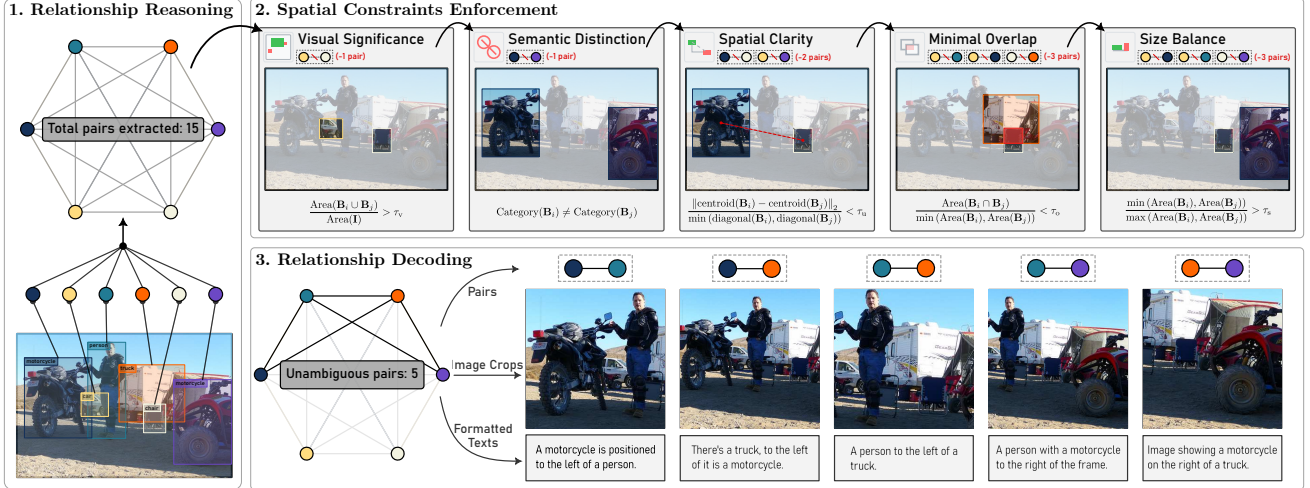 1. Relationship Reasoning
Total pairs extracted: 15
motorcycle
person
truck
motorcycle
car
chair
2. Spatial Constraints Enforcement
Visual Significance
(-1 pair)
Area(B_i ∪ B_j)
Area(I)
> τ_v
Semantic Distinction
(-1 pair)
Category(B_i) ≠ Category(B_j)
Spatial Clarity
(-2 pairs)
‖centroid(B_i) − centroid(B_j)‖_2
min (diagonal(B_i), diagonal(B_j))
< τ_u
Minimal Overlap
(-3 pairs)
Area(B_i ∩ B_j)
min (Area(B_i), Area(B_j))
< τ_o
Size Balance
(-3 pairs)
min (Area(B_i), Area(B_j))
max (Area(B_i), Area(B_j))
> τ_s
3. Relationship Decoding
Unambiguous pairs: 5
Pairs
Image Crops
Formatted
Texts
A motorcycle is positioned
to the left of a person.
There's a truck, to the left
of it is a motorcycle.
A person to the left of a
truck.
A person with a motorcycle
to the right of the frame.
Image showing a motorcycle
on the right of a truck.